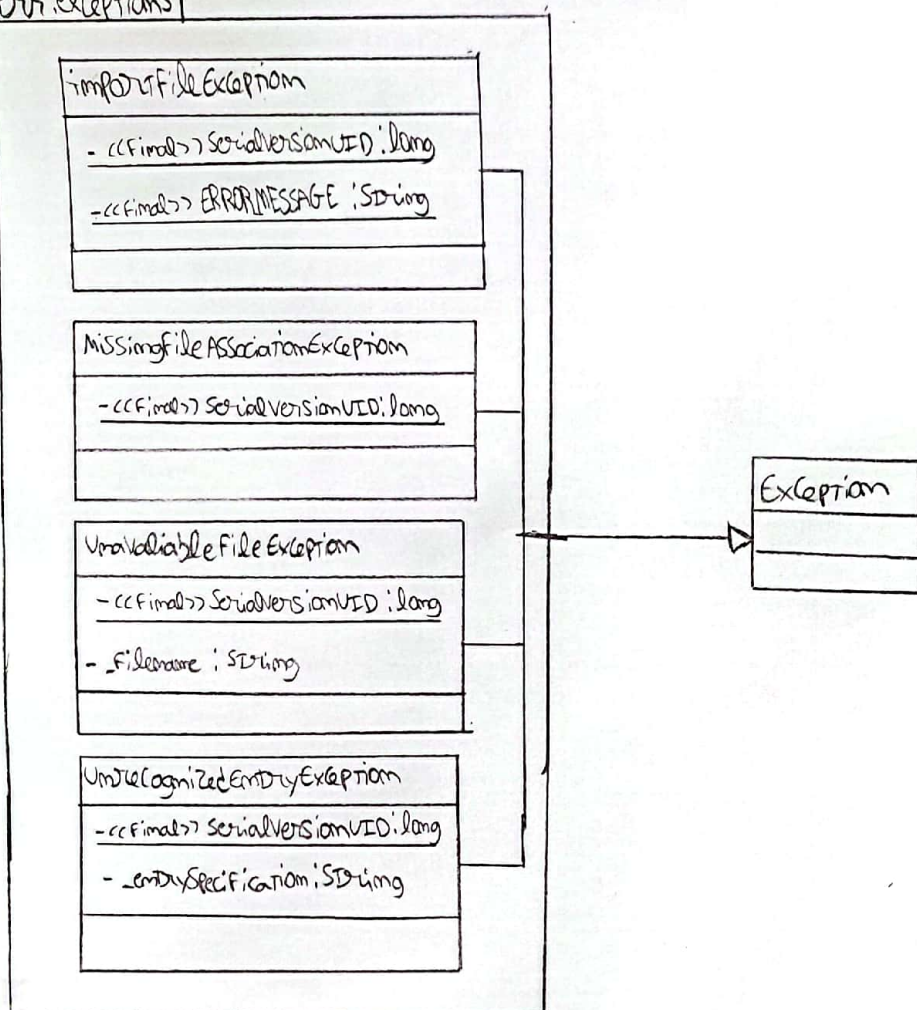 .exceptions
importFileException
- <<final>> serialVersionUID : long
- <<final>> ERRORMESSAGE : String
MissingFileAssociationException
- <<final>> serialVersionUID : long
UnavaliableFileException
- <<final>> serialVersionUID : long
- _filename : String
UnrecognizedEntryException
- <<final>> serialVersionUID : long
- _entrySpecification : String
Exception